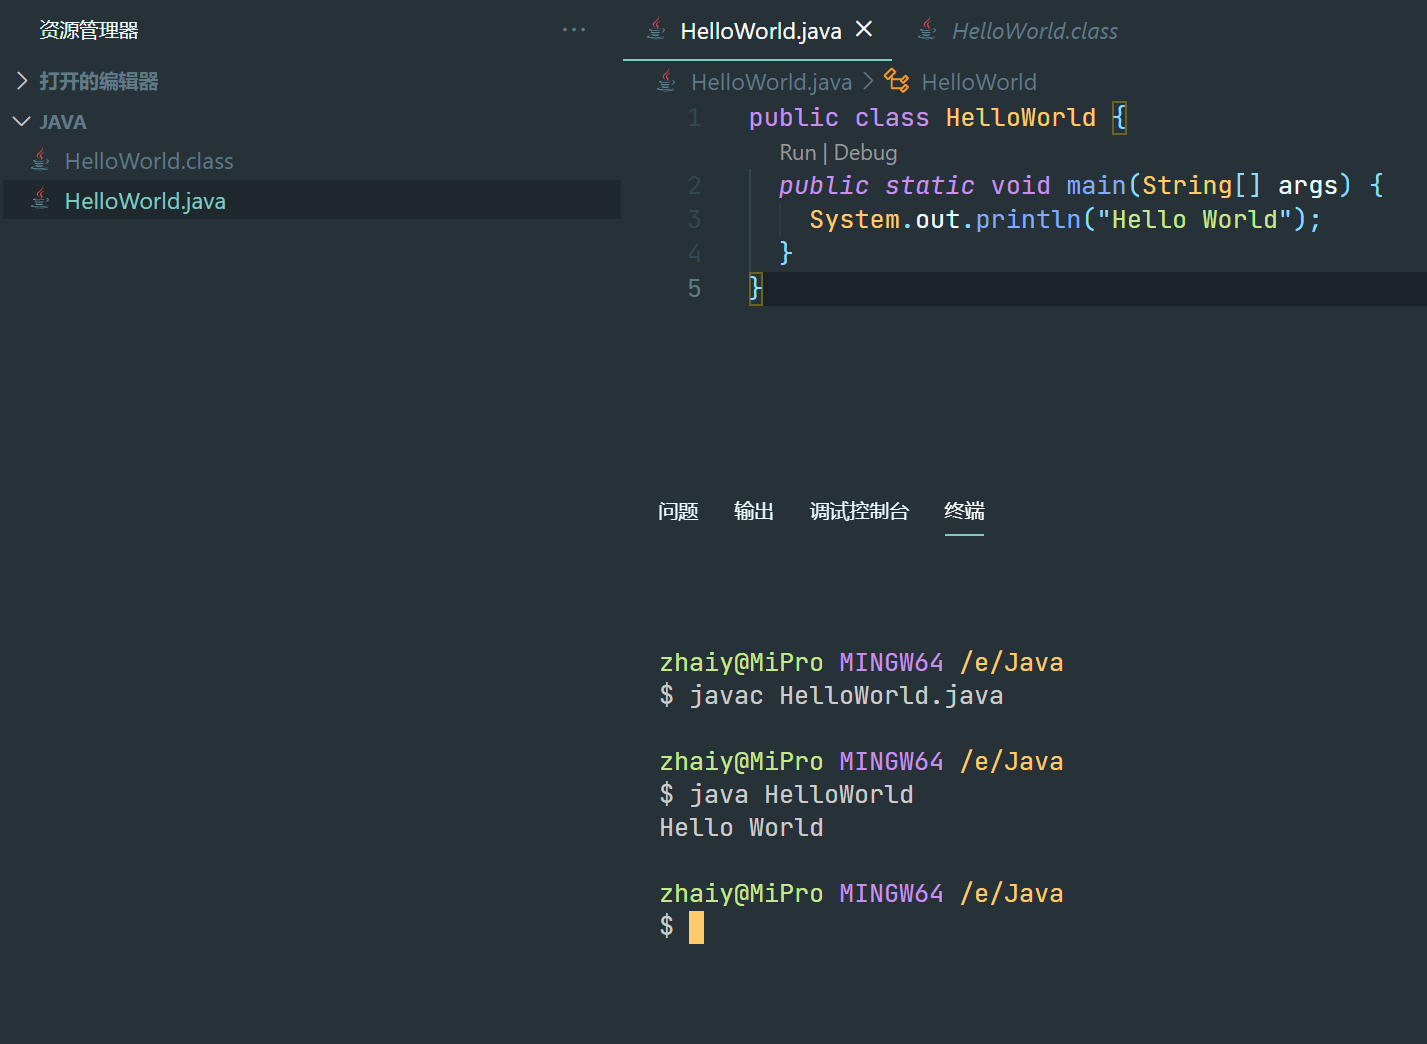 资源管理器
···
打开的编辑器
JAVA
HelloWorld.class
HelloWorld.java
HelloWorld.java HelloWorld.class
HelloWorld.java > HelloWorld
1 public class HelloWorld {
Run | Debug
2 public static void main(String[] args) {
3 System.out.println("Hello World");
4 }
5 }
问题 输出 调试控制台 终端
zhaiy@MiPro MINGW64 /e/Java
$ javac HelloWorld.java
zhaiy@MiPro MINGW64 /e/Java
$ java HelloWorld
Hello World
zhaiy@MiPro MINGW64 /e/Java
$